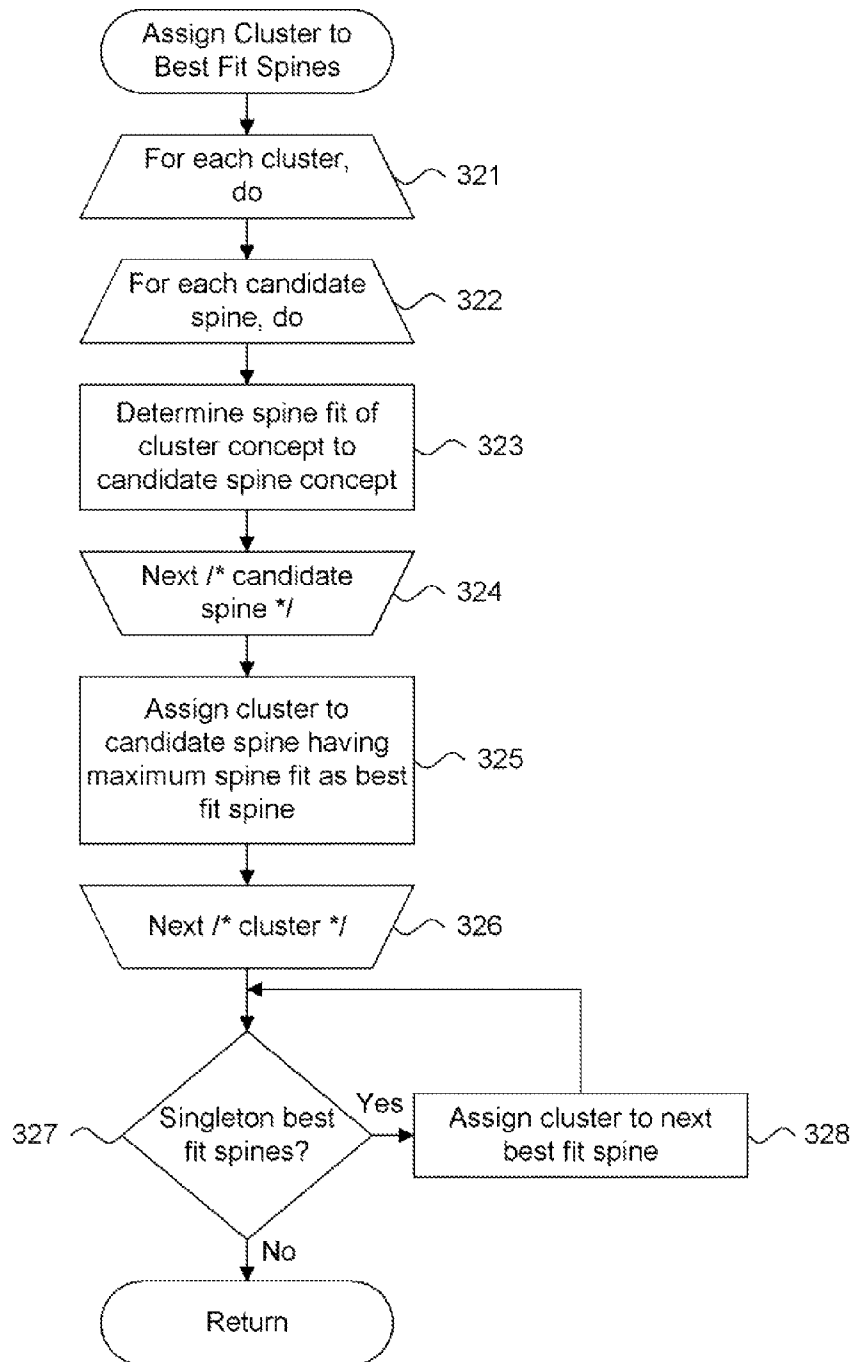 Assign Cluster to
Best Fit Spines
For each cluster,
do
321
For each candidate
spine, do
322
Determine spine fit of
cluster concept to
candidate spine concept
323
Next /* candidate
spine */
324
Assign cluster to
candidate spine having
maximum spine fit as best
fit spine
325
Next /* cluster */
326
327
Singleton best
fit spines?
Yes
Assign cluster to next
best fit spine
328
No
Return